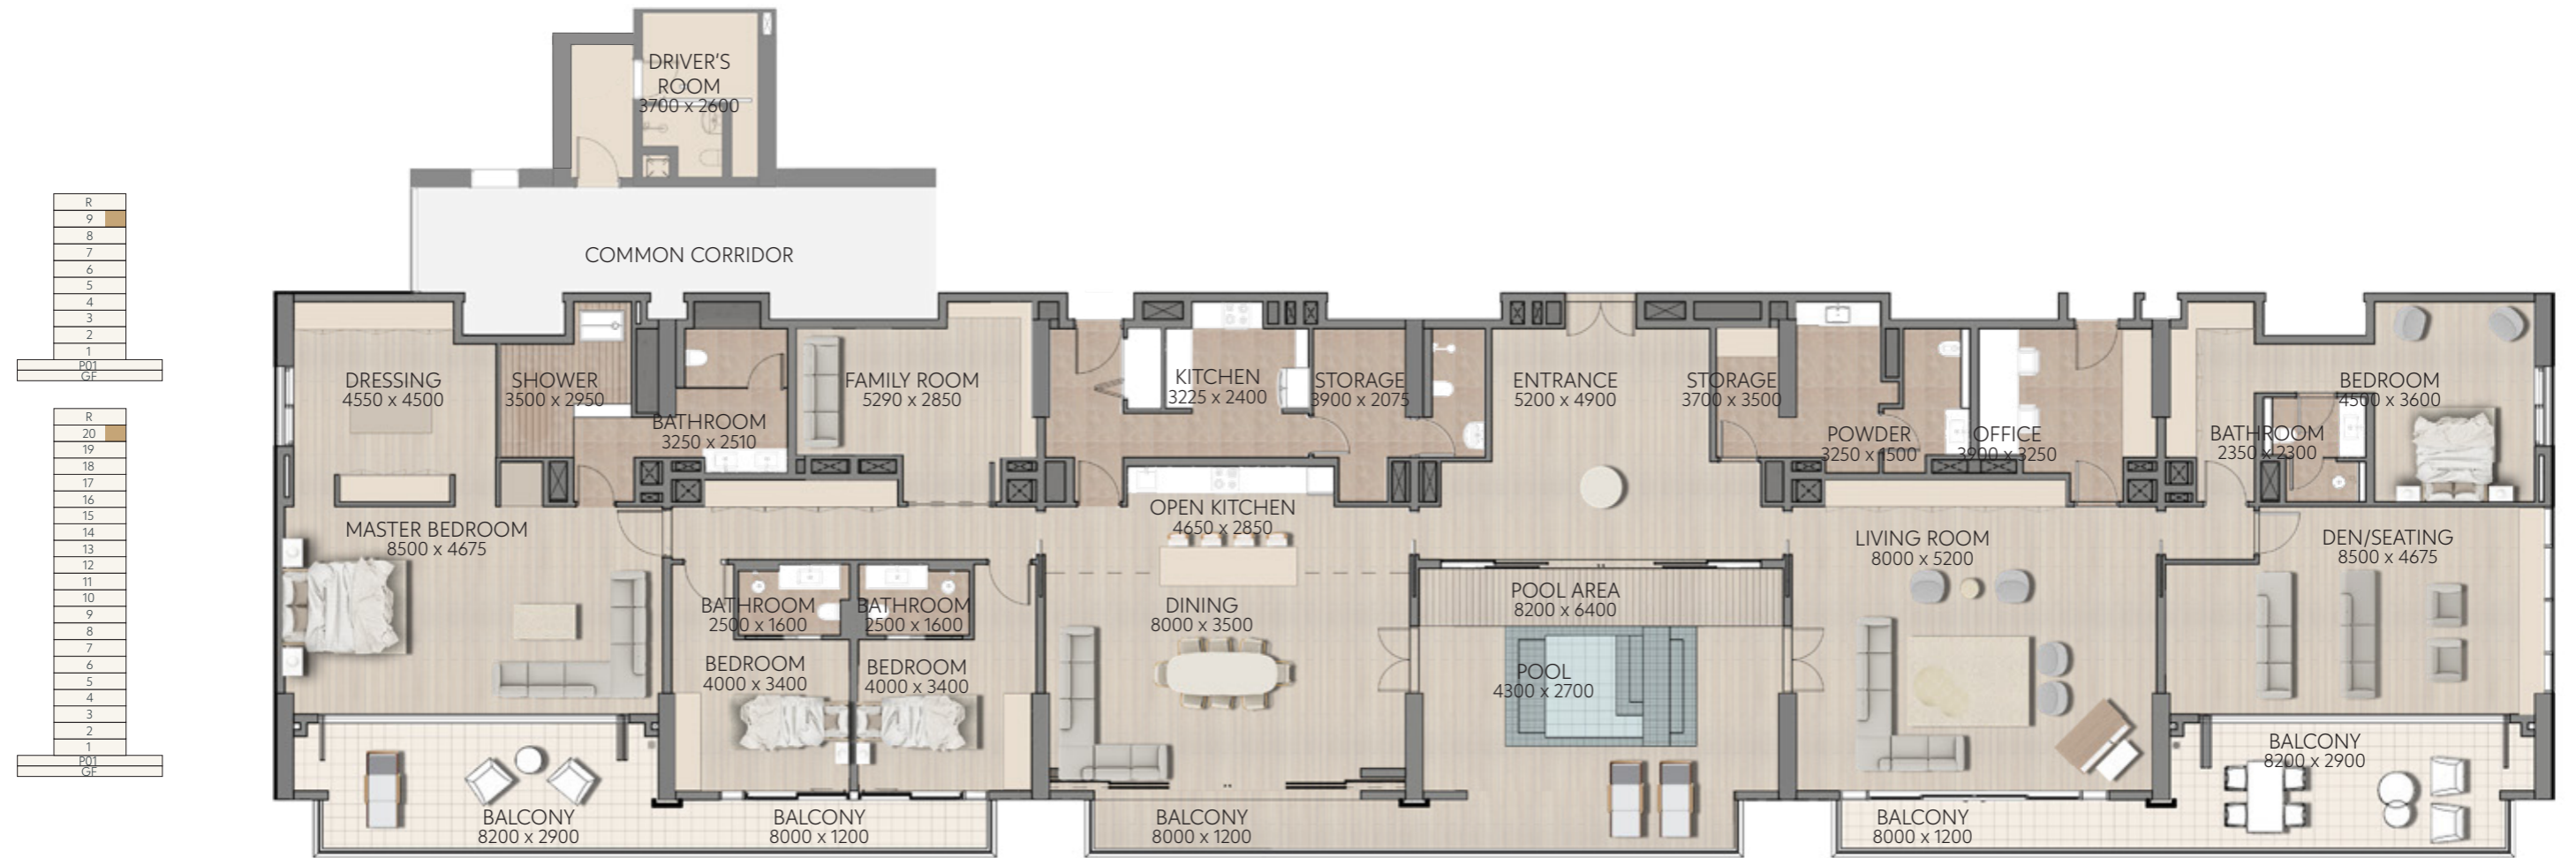 DRIVER'S
ROOM
3700 x 2600
COMMON CORRIDOR
R
9
8
7
6
5
4
3
2
1
P01
GF
R
20
19
18
17
16
15
14
13
12
11
10
9
8
7
6
5
4
3
2
1
P01
GF
DRESSING
4550 x 4500
SHOWER
3500 x 2950
BATHROOM
3250 x 2510
FAMILY ROOM
5290 x 2850
KITCHEN
3225 x 2400
STORAGE
3900 x 2075
ENTRANCE
5200 x 4900
STORAGE
3700 x 3500
POWDER
3250 x 1500
OFFICE
3900 x 3250
BATHROOM
2350 x 2300
BEDROOM
4500 x 3600
MASTER BEDROOM
8500 x 4675
OPEN KITCHEN
4650 x 2850
LIVING ROOM
8000 x 5200
DEN/SEATING
8500 x 4675
BATHROOM
2500 x 1600
BATHROOM
2500 x 1600
DINING
8000 x 3500
POOL AREA
8200 x 6400
BEDROOM
4000 x 3400
BEDROOM
4000 x 3400
POOL
4300 x 2700
BALCONY
8200 x 2900
BALCONY
8200 x 2900
BALCONY
8000 x 1200
BALCONY
8000 x 1200
BALCONY
8000 x 1200